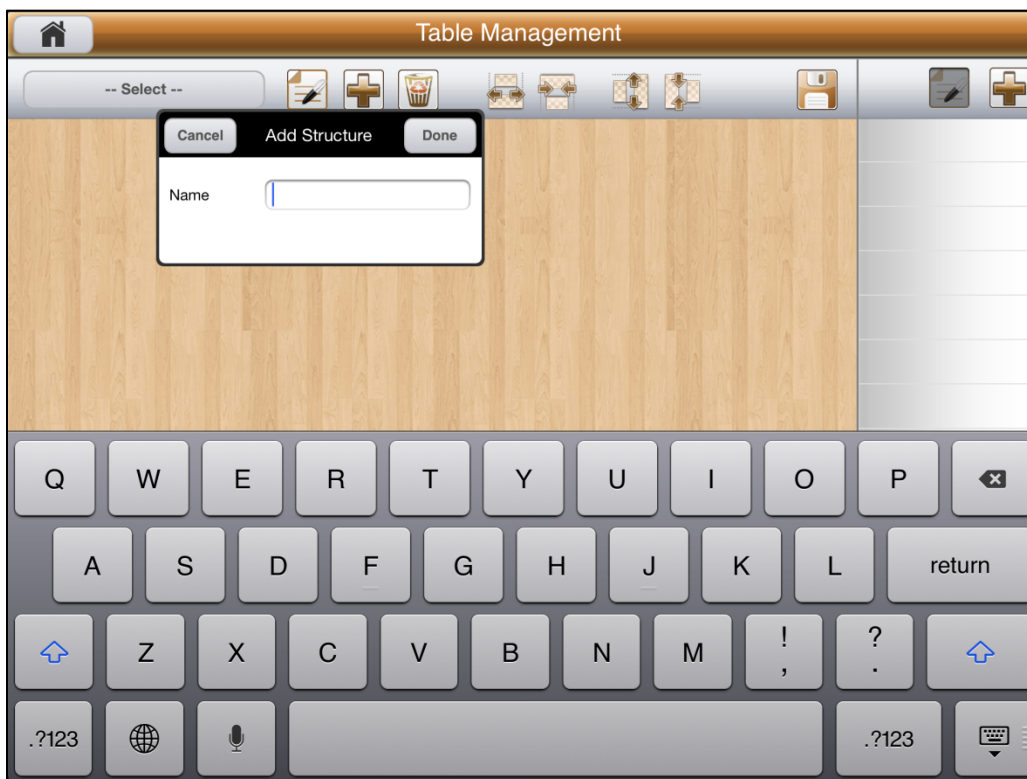 Table Management
-- Select --
Cancel Add Structure Done
Name
Q W E R T Y U I O P
A S D F G H J K L return
Z X C V B N M ! , ? .
.?123 .?123